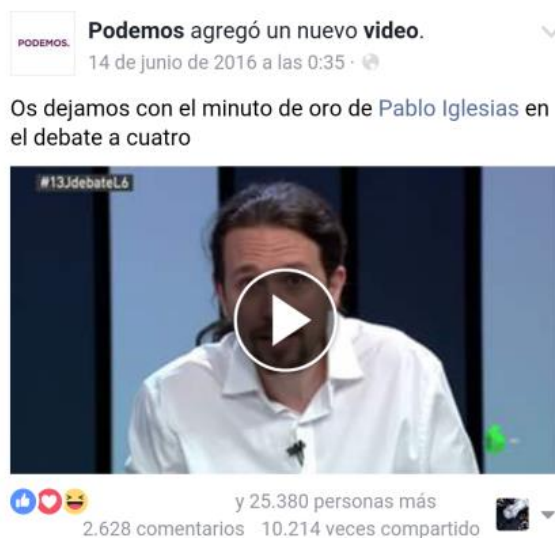 PODEMOS.
Podemos agregó un nuevo video.
14 de junio de 2016 a las 0:35 ·
Os dejamos con el minuto de oro de Pablo Iglesias en
el debate a cuatro
#13JdebateL6
y 25.380 personas más
2.628 comentarios 10.214 veces compartido